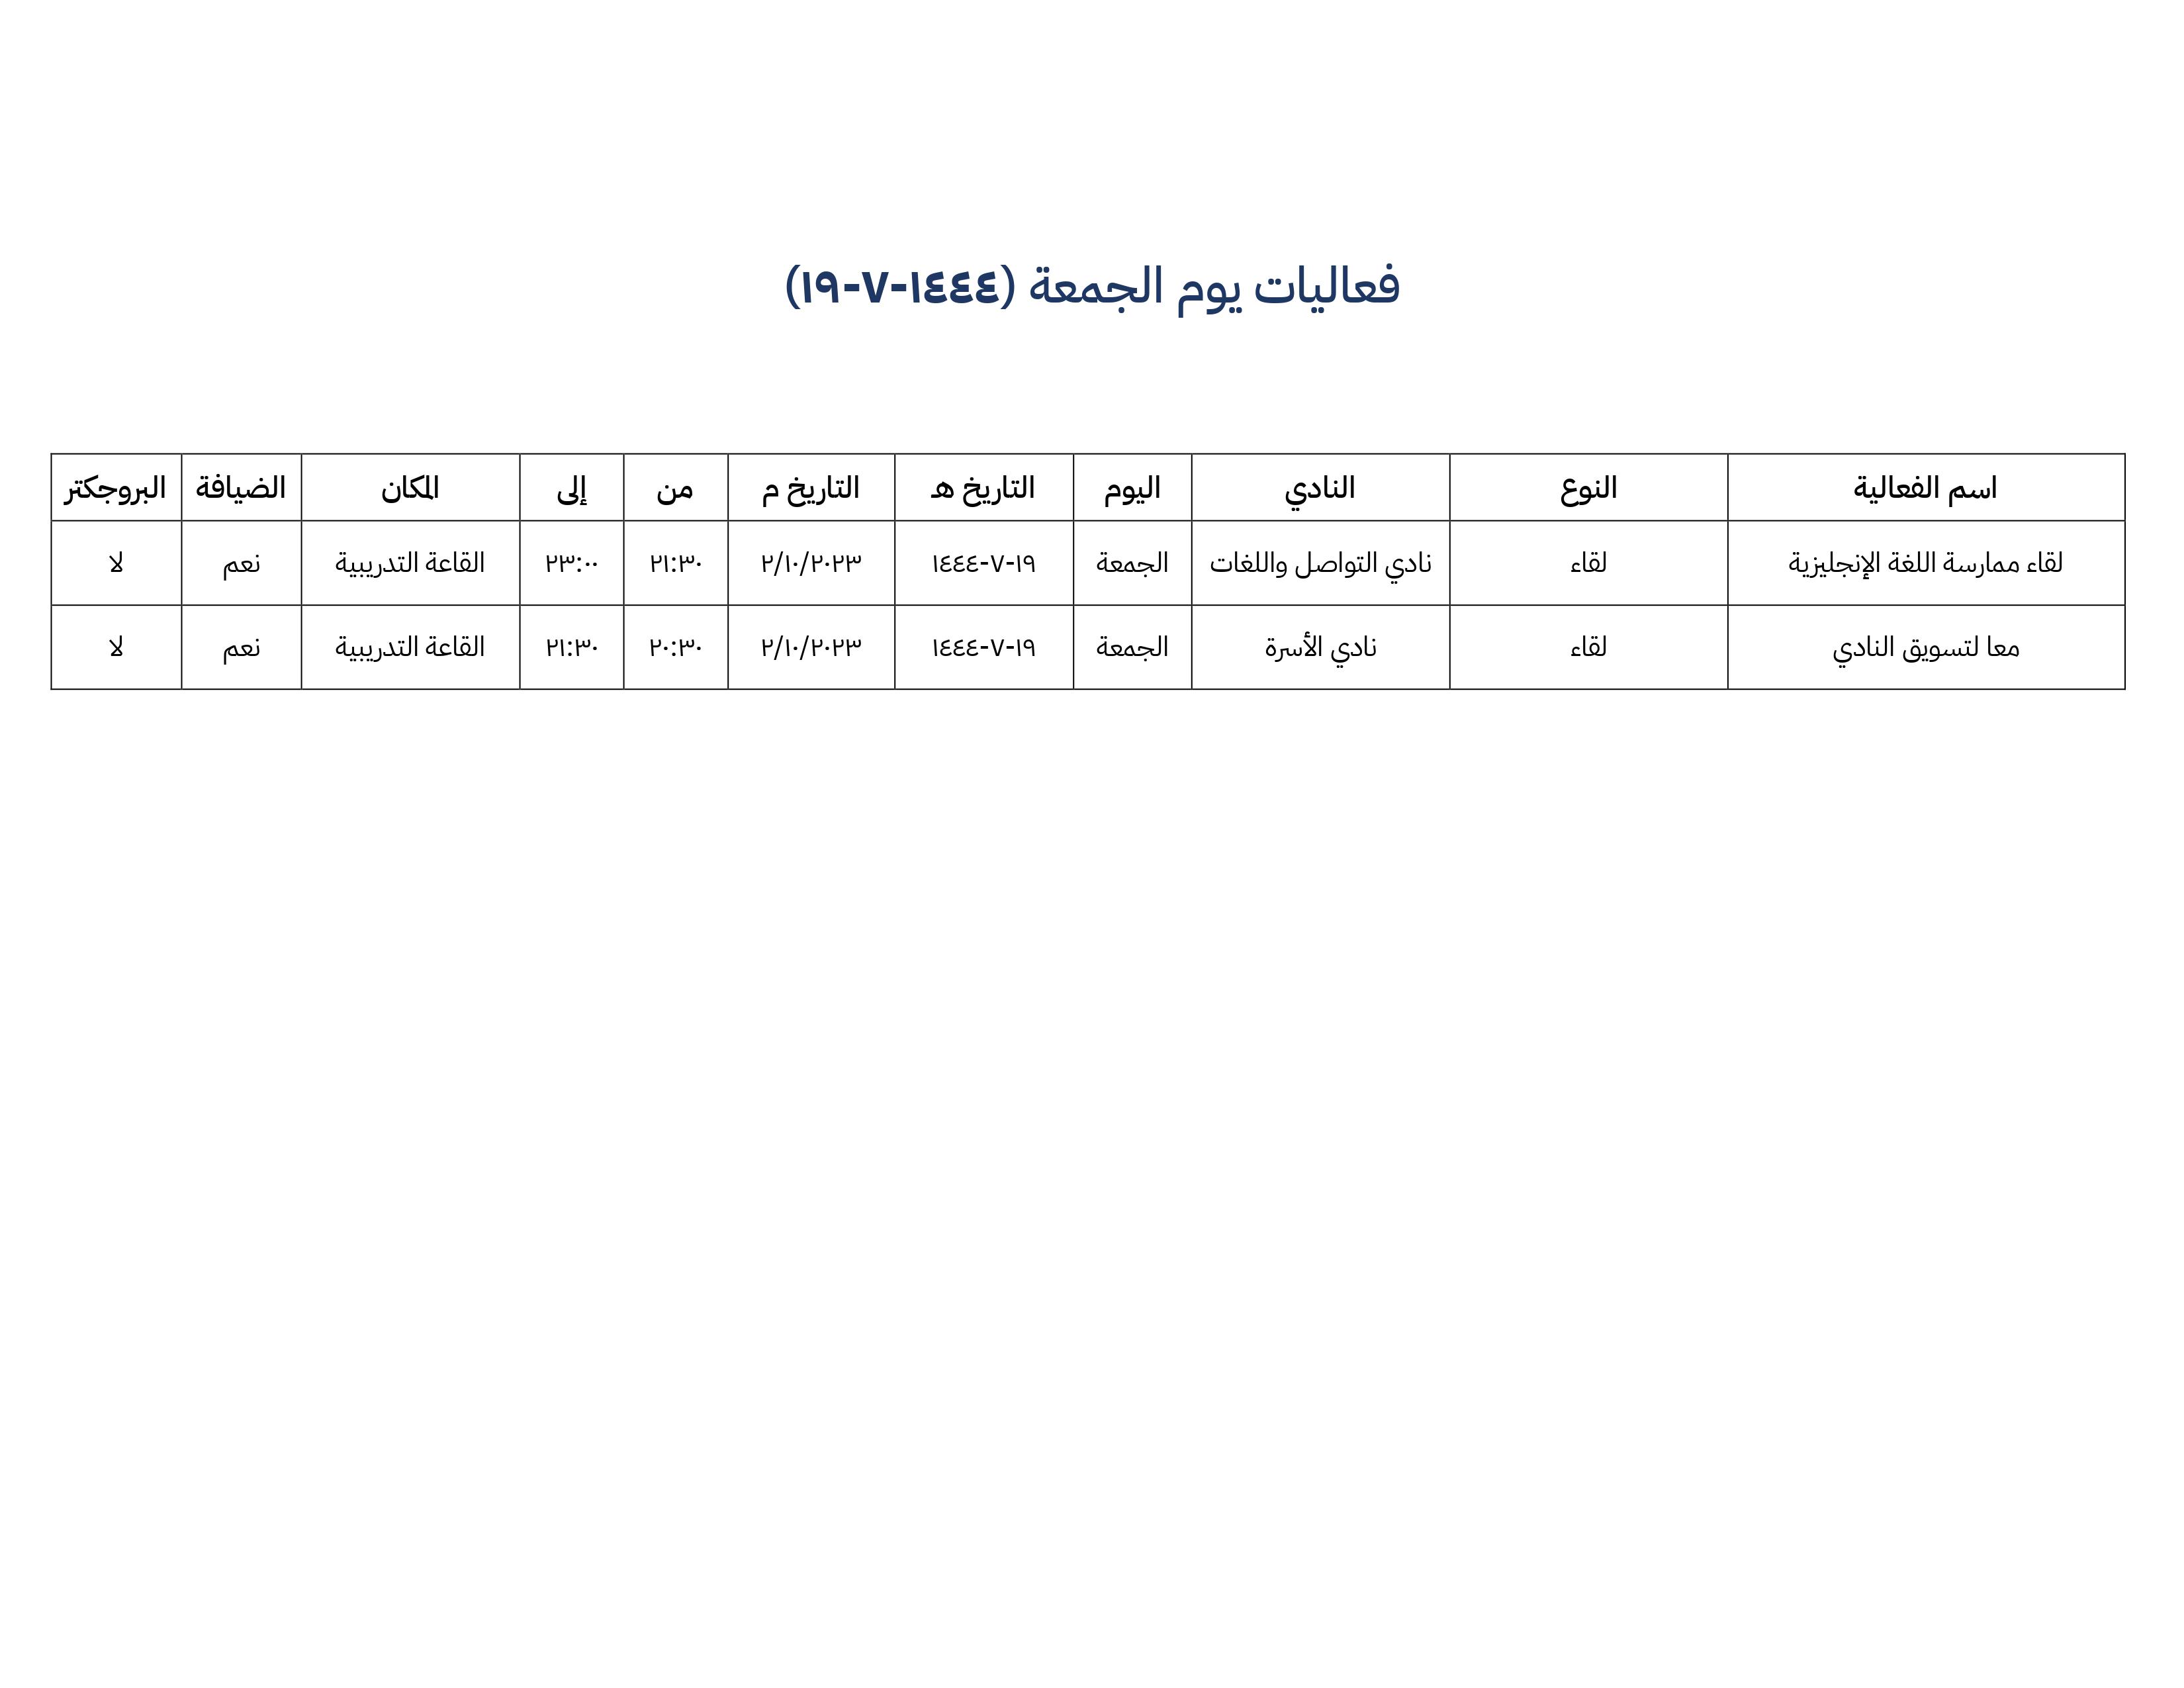 فعاليات يوم الجمعة (١٩-٧-١٤٤٤)
اسم الفعالية النوع النادي اليوم التاريخ هـ التاريخ م من إلى المكان الضيافة البروجكتر
لقاء ممارسة اللغة الإنجليزية لقاء نادي التواصل واللغات الجمعة ١٤٤٤-٧-١٩ ٢/١٠/٢٠٢٣ ٢١:٣٠ ٢٣:٠٠ القاعة التدريبية نعم لا
معا لتسويق النادي لقاء نادي الأسرة الجمعة ١٤٤٤-٧-١٩ ٢/١٠/٢٠٢٣ ٢٠:٣٠ ٢١:٣٠ القاعة التدريبية نعم لا